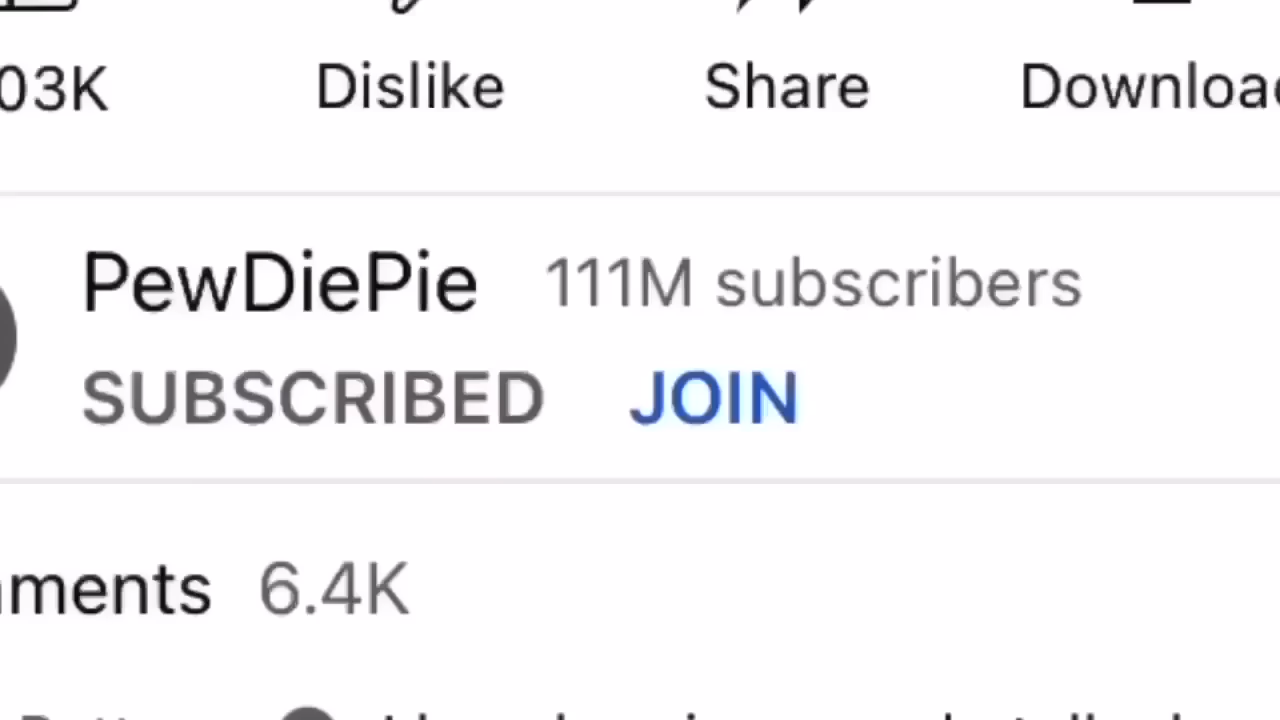 03K Dislike Share Downloa
PewDiePie 111M subscribers
SUBSCRIBED JOIN
ments 6.4K